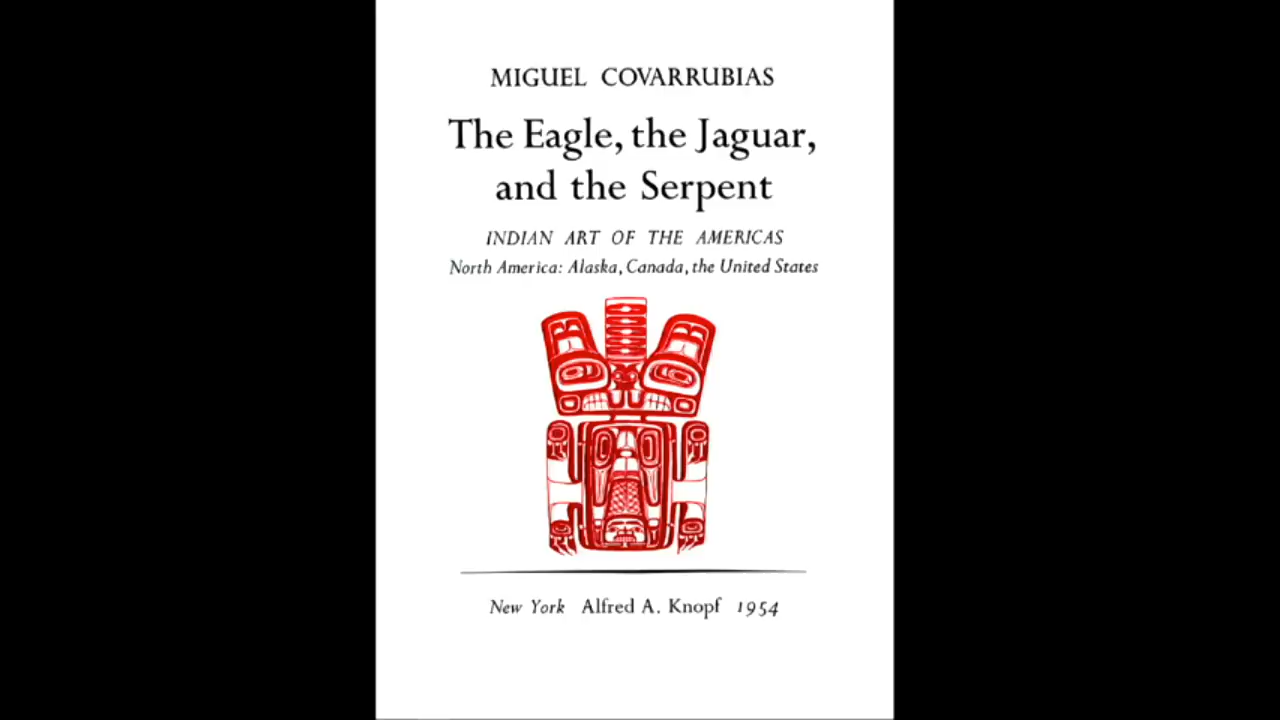 MIGUEL COVARRUBIAS
The Eagle, the Jaguar,
and the Serpent
INDIAN ART OF THE AMERICAS
North America: Alaska, Canada, the United States
New York Alfred A. Knopf 1954